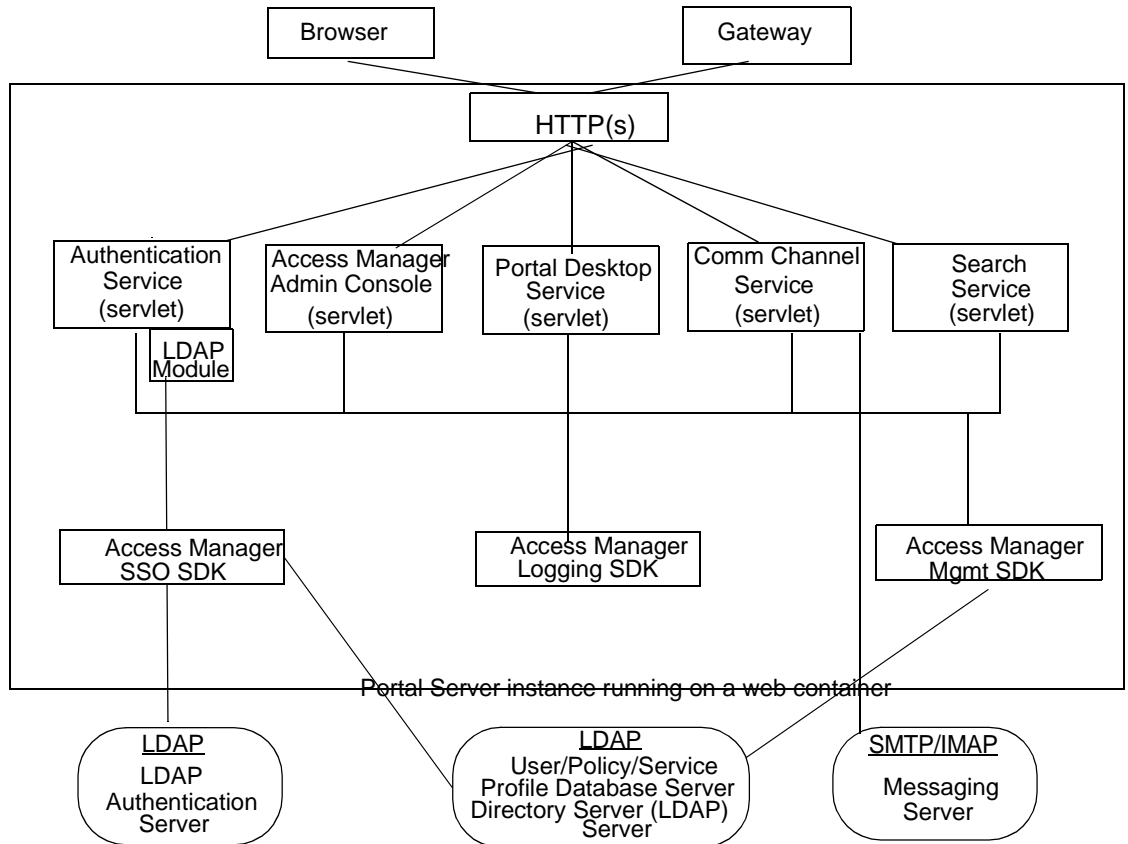 Browser
Gateway
HTTP(s)
Authentication
Service
(servlet)
LDAP
Module
Access Manager
Admin Console
(servlet)
Portal Desktop
Service
(servlet)
Comm Channel
Service
(servlet)
Search
Service
(servlet)
Access Manager
SSO SDK
Access Manager
Logging SDK
Access Manager
Mgmt SDK
Portal Server instance running on a web container
LDAP
LDAP
Authentication
Server
LDAP
User/Policy/Service
Profile Database Server
Directory Server (LDAP)
Server
SMTP/IMAP
Messaging
Server